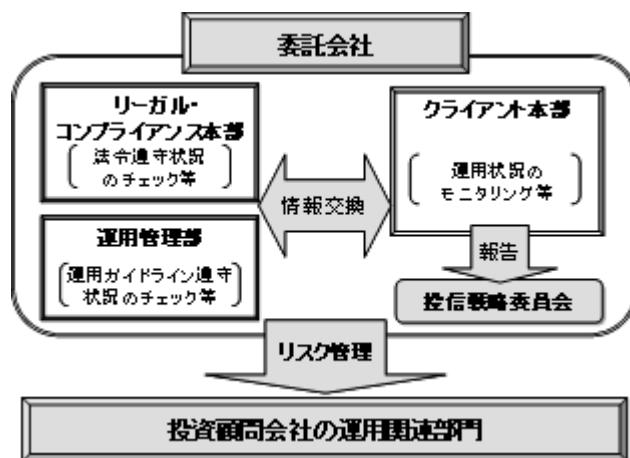 委託会社
リーガル・
コンプライアンス本部
法令遵守状況
のチェック等
運用管理部
運用ガイドライン遵守
状況のチェック等
情報交換
クライアント本部
運用状況の
モニタリング等
報告
投信戦略委員会
リスク管理
投資顧問会社の運用関連部門